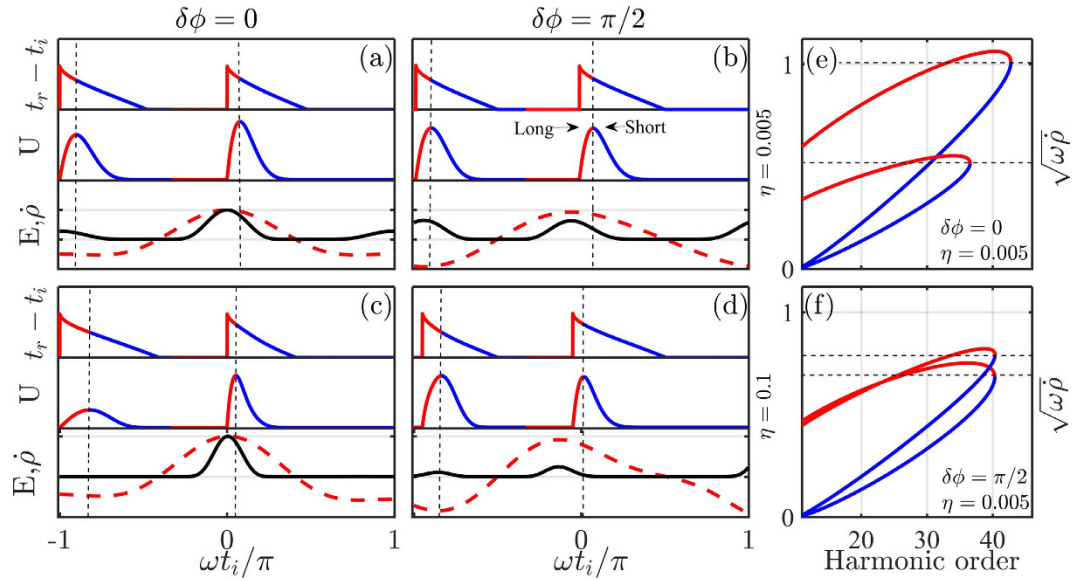 δϕ = 0
δϕ = π/2
(a)
(b)
(e)
t_r − t_i
U
E,ρ̇
Long
Short
η = 0.005
1
0
√ωρ̇
δϕ = 0
η = 0.005
(c)
(d)
(f)
t_r − t_i
U
E,ρ̇
η = 0.1
1
0
√ωρ̇
δϕ = π/2
η = 0.005
-1
0
1
0
1
20
30
40
ωt_i/π
ωt_i/π
Harmonic order